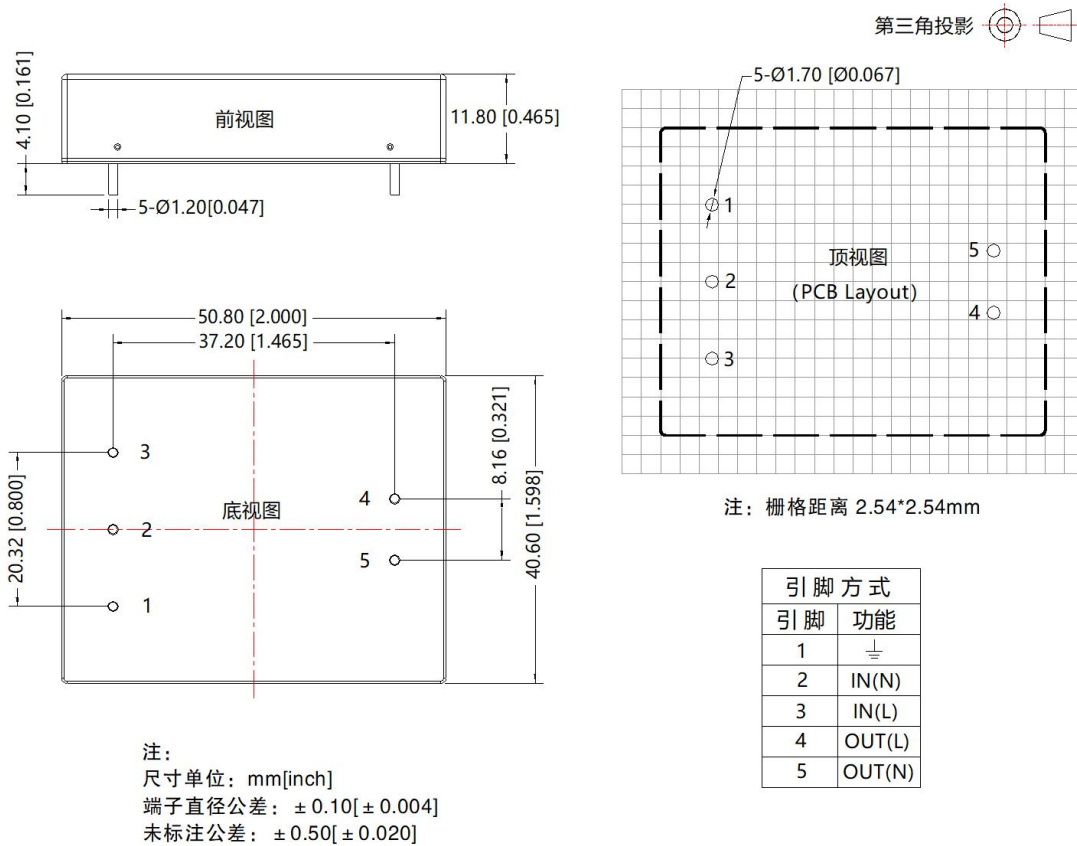 第三角投影
5-Ø1.70 [Ø0.067]
4.10 [0.161]
前视图
11.80 [0.465]
5-Ø1.20[0.047]
1
2
3
5
4
顶视图
(PCB Layout)
注：栅格距离 2.54*2.54mm
50.80 [2.000]
37.20 [1.465]
20.32 [0.800]
3
2
1
底视图
4
5
8.16 [0.321]
40.60 [1.598]
引脚方式
引脚 功能
1
2 IN(N)
3 IN(L)
4 OUT(L)
5 OUT(N)
注：
尺寸单位：mm[inch]
端子直径公差：±0.10[±0.004]
未标注公差：±0.50[±0.020]